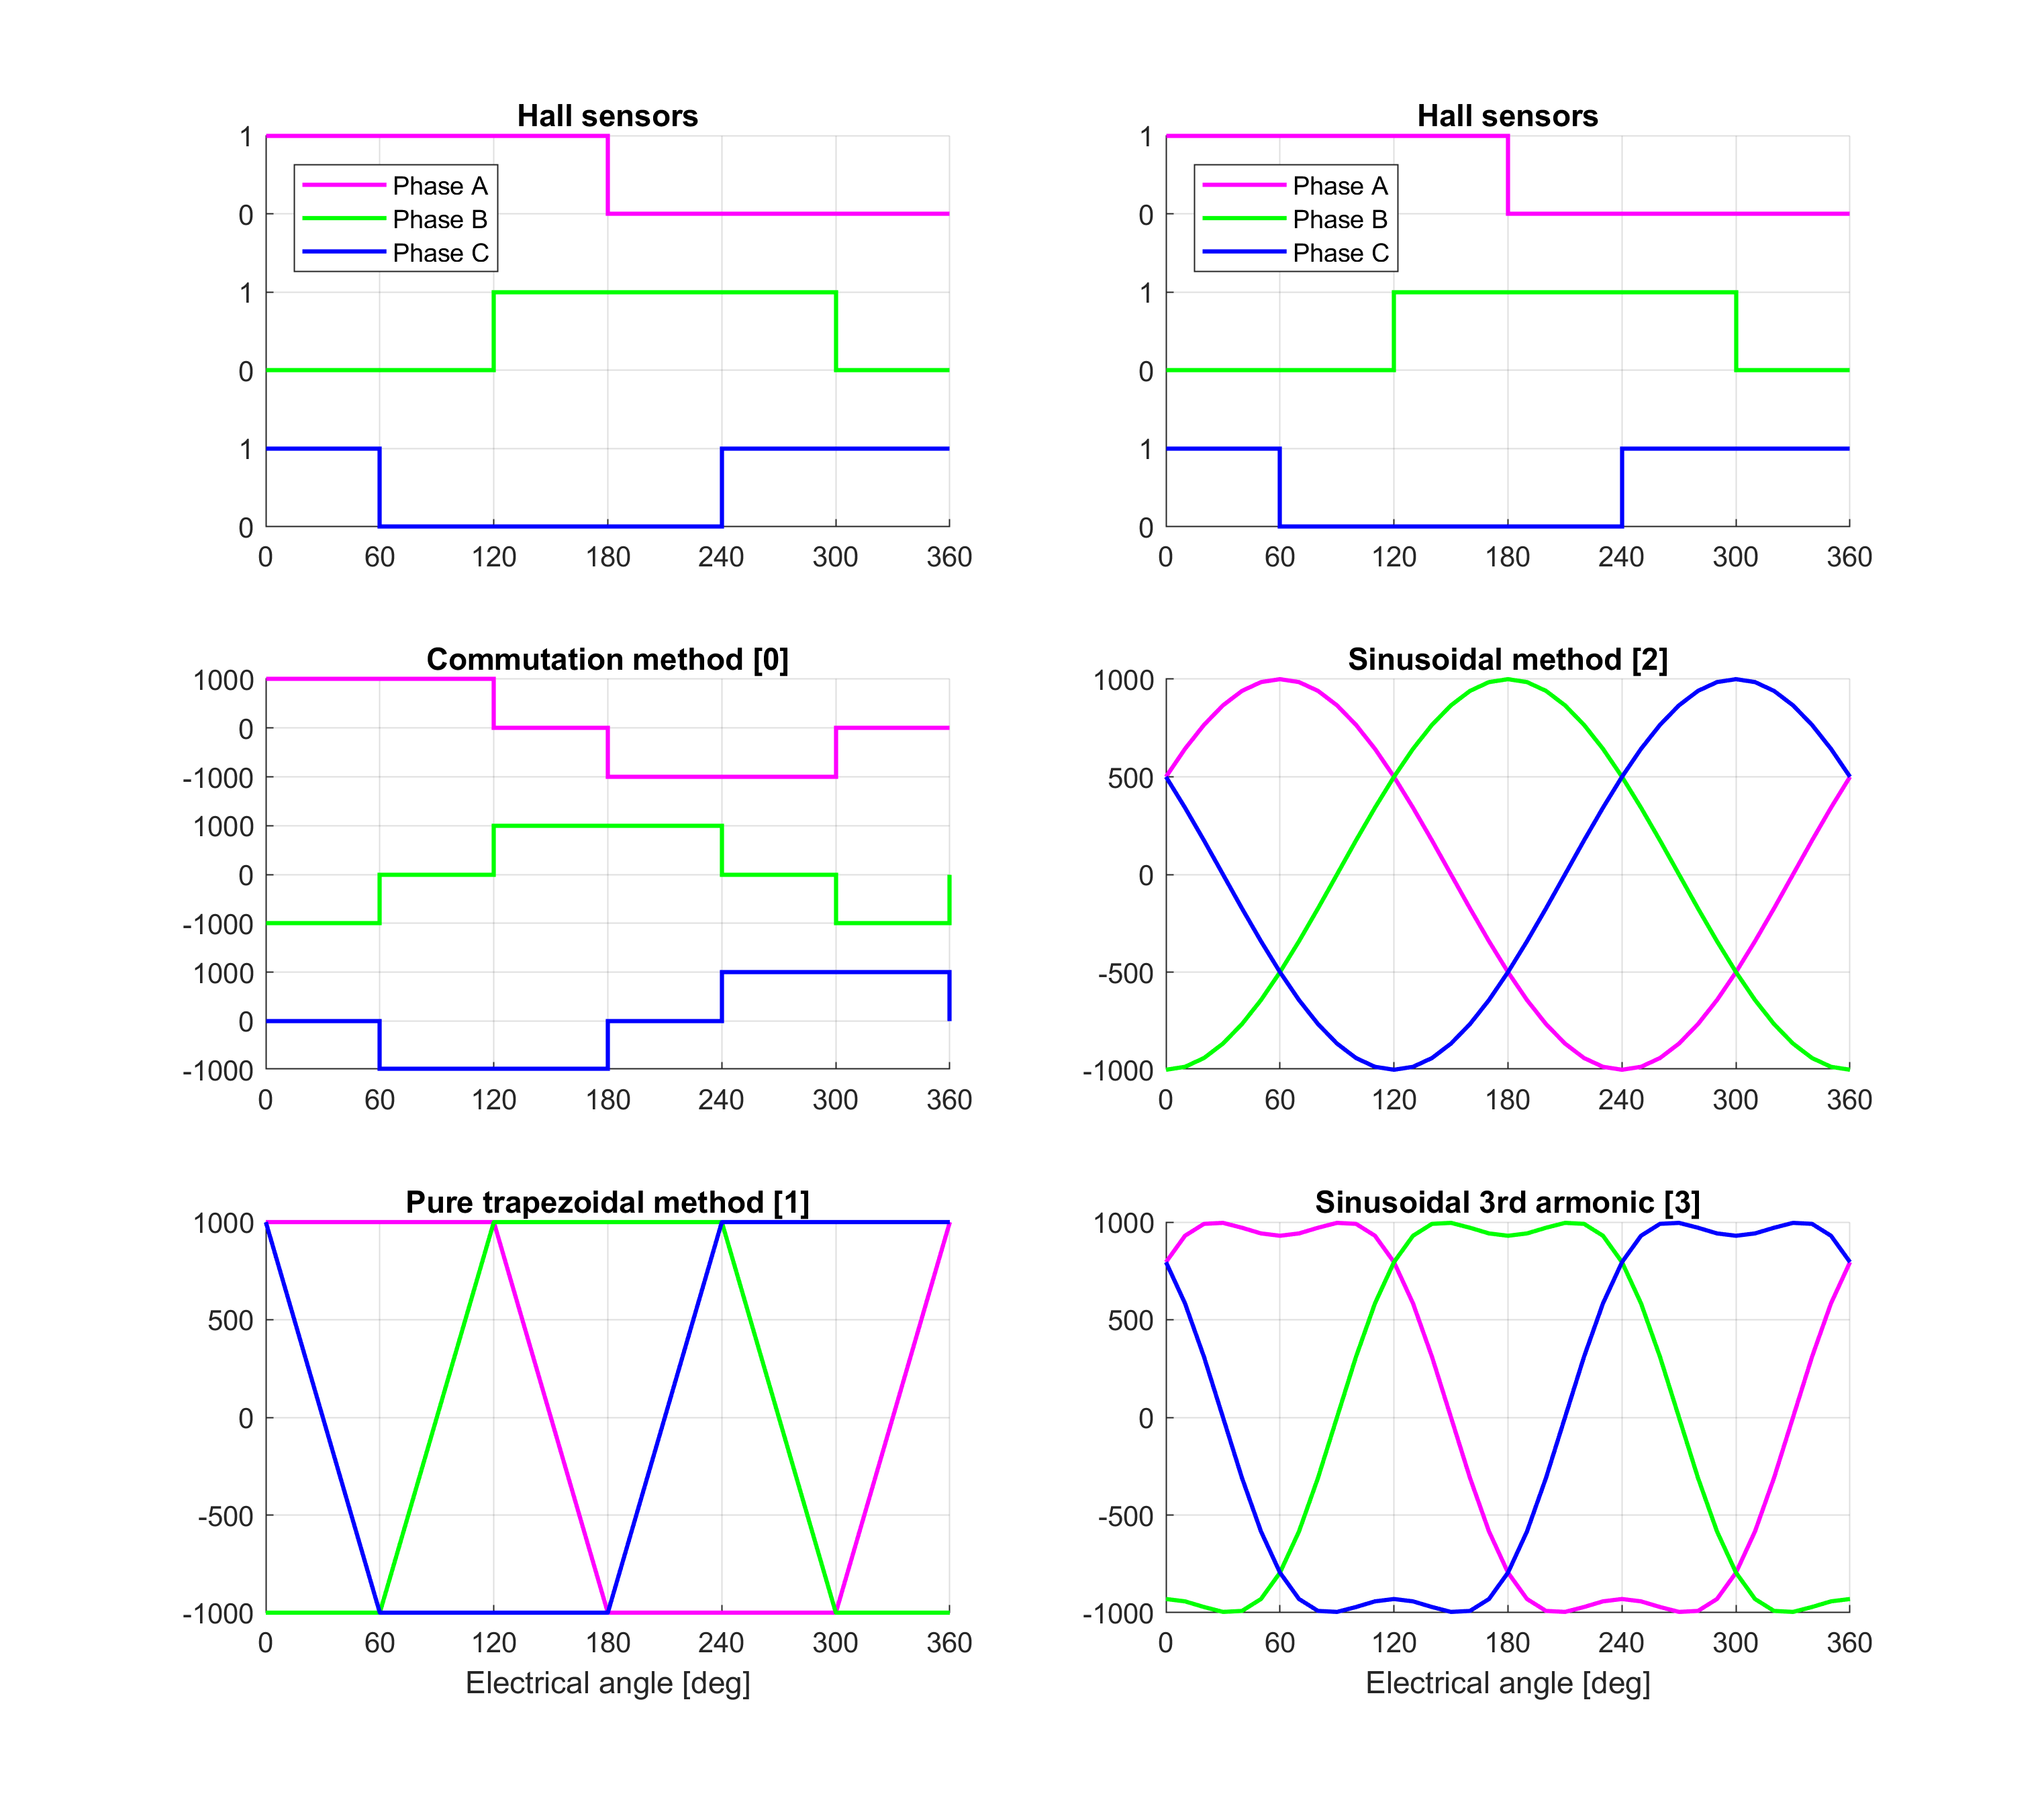 Hall sensors
1
0
1
0
1
0
Phase A
Phase B
Phase C
0 60 120 180 240 300 360
Hall sensors
1
0
1
0
1
0
Phase A
Phase B
Phase C
0 60 120 180 240 300 360
Commutation method [0]
1000
0
-1000
1000
0
-1000
1000
0
-1000
0 60 120 180 240 300 360
Sinusoidal method [2]
1000
500
0
-500
-1000
0 60 120 180 240 300 360
Pure trapezoidal method [1]
1000
500
0
-500
-1000
0 60 120 180 240 300 360
Electrical angle [deg]
Sinusoidal 3rd armonic [3]
1000
500
0
-500
-1000
0 60 120 180 240 300 360
Electrical angle [deg]